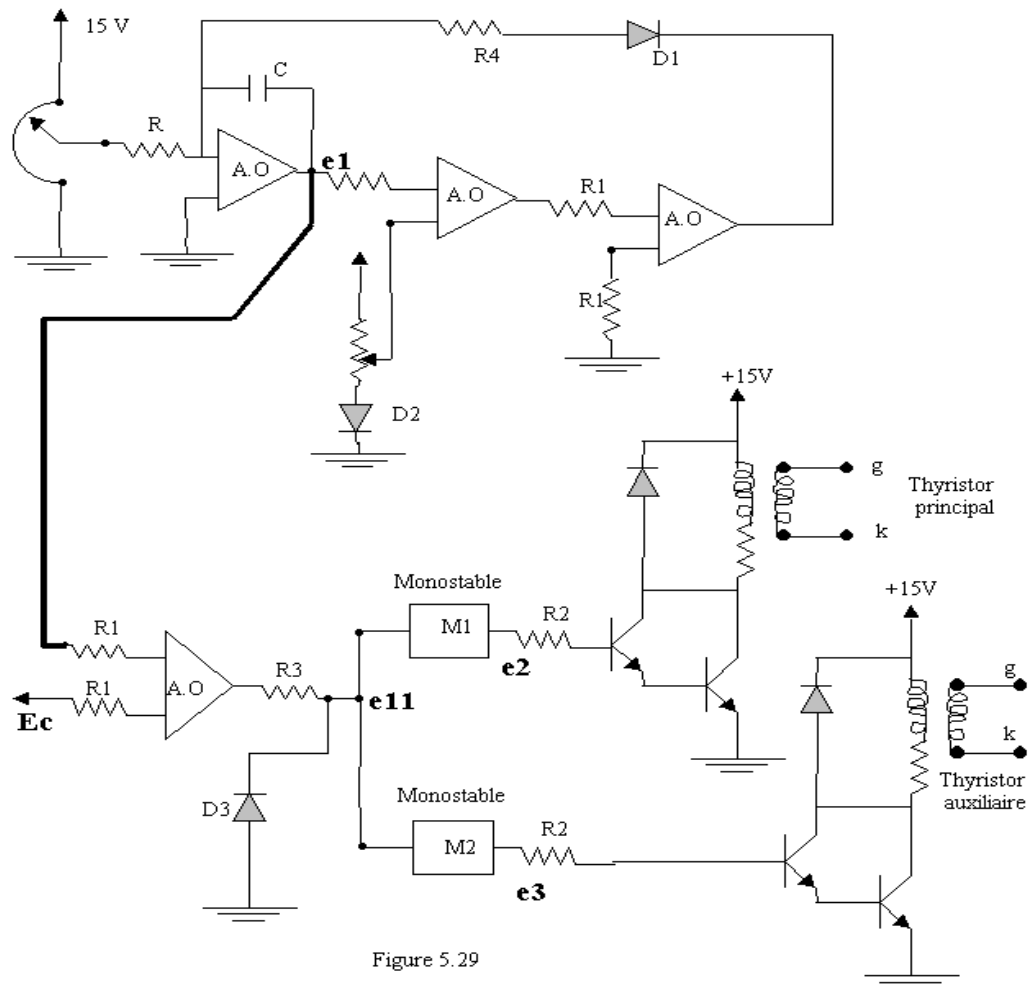 15 V
R4
D1
C
R
A.O
e1
A.O
R1
A.O
R1
D2
+15V
g
Thyristor
principal
k
+15V
Monostable
R1
M1
R2
e2
R1
A.O
R3
e11
Ec
g
k
Thyristor
auxiliaire
D3
Monostable
M2
R2
e3
Figure 5.29